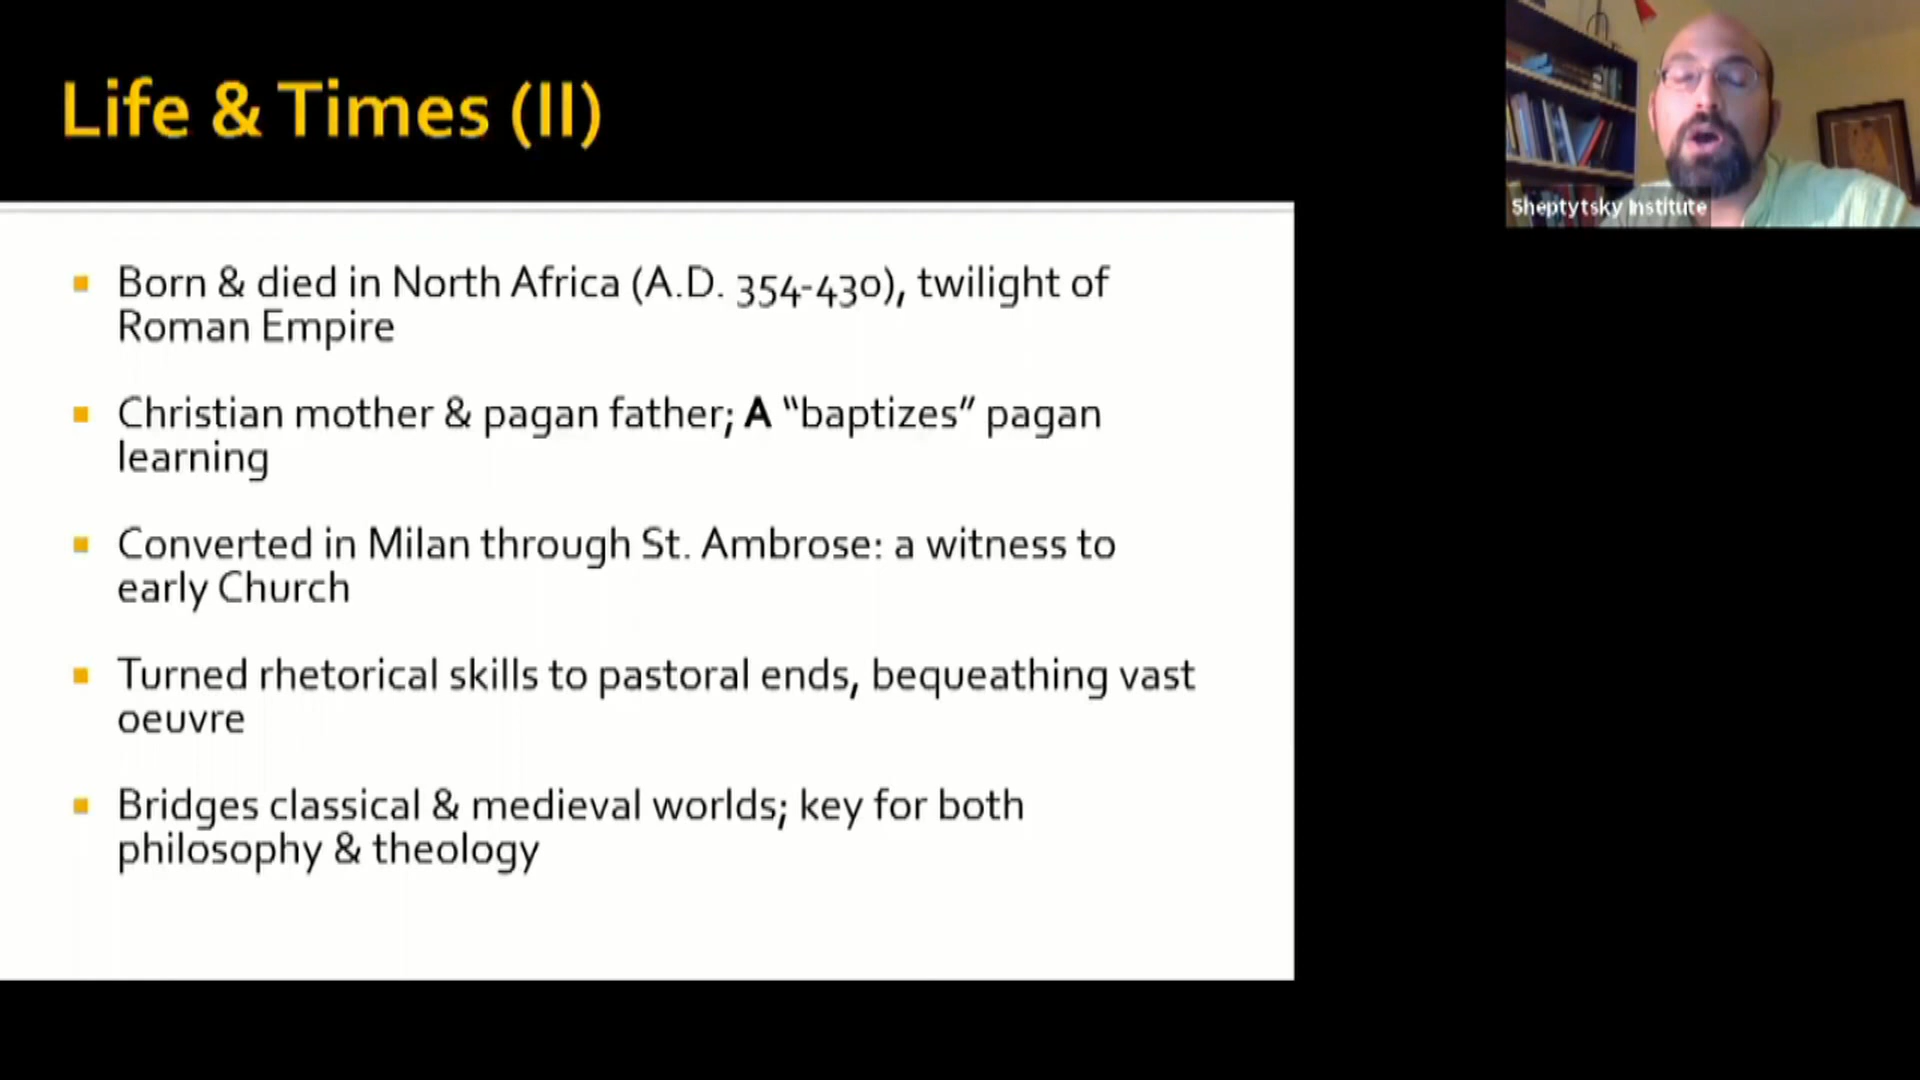 Life & Times (II)
Sheptytsky Institute
Born & died in North Africa (A.D. 354-430), twilight of
Roman Empire
Christian mother & pagan father; A “baptizes” pagan
learning
Converted in Milan through St. Ambrose: a witness to
early Church
Turned rhetorical skills to pastoral ends, bequeathing vast
oeuvre
Bridges classical & medieval worlds; key for both
philosophy & theology